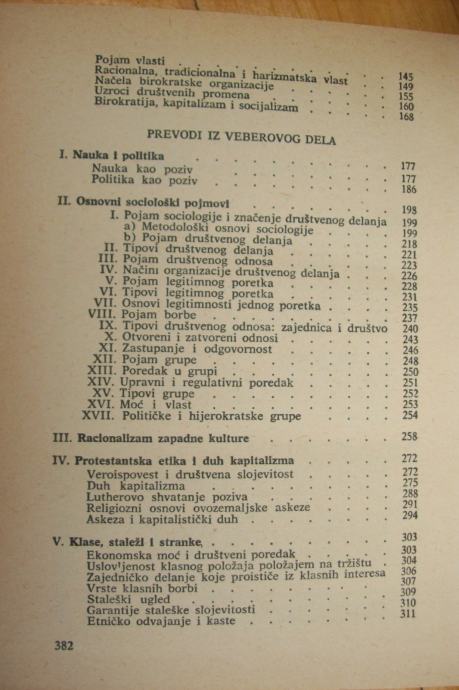 Pojam vlasti . . . . . . . . . 145
Racionalna, tradicionalna i harizmatska vlast . . . 149
Načela birokratske organizacije . . . . . . 155
Uzroci društvenih promena . . . . . . . 160
Birokratija, kapitalizam i socijalizam . . . . . 168
PREVODI IZ VEBEROVOG DELA
I. Nauka i politika . . . . . . . . . 177
Nauka kao poziv . . . . . . . . . 177
Politika kao poziv . . . . . . . . . 186
II. Osnovni sociološki pojmovi . . . . . . . 198
I. Pojam sociologije i značenje društvenog delanja 199
a) Metodološki osnovi sociologije . . . . 199
b) Pojam društvenog delanja . . . . . 218
II. Tipovi društvenog delanja . . . . . . 221
III. Pojam društvenog odnosa . . . . . . 223
IV. Načini organizacije društvenog delanja . . . 226
V. Pojam legitimnog poretka . . . . . . 228
VI. Tipovi legitimnog poretka . . . . . . 231
VII. Osnovi legitimnosti jednog poretka . . . . 235
VIII. Pojam borbe . . . . . . . . . 237
IX. Tipovi društvenog odnosa: zajednica i društvo 240
X. Otvoreni i zatvoreni odnosi . . . . . 243
XI. Zastupanje i odgovornost . . . . . . 246
XII. Pojam grupe . . . . . . . . . 248
XIII. Poredak u grupi . . . . . . . . 250
XIV. Upravni i regulativni poredak . . . . . 251
XV. Tipovi grupe . . . . . . . . . 252
XVI. Moć i vlast . . . . . . . . . 253
XVII. Političke i hijerokratske grupe . . . . . 254
III. Racionalizam zapadne kulture . . . . . . 258
IV. Protestantska etika i duh kapitalizma . . . . . 272
Veroispovest i društvena slojevitost . . . . . 272
Duh kapitalizma . . . . . . . . . 275
Lutherovo shvatanje poziva . . . . . . . 288
Religiozni osnovi ovozemaljske askeze . . . . 291
Askeza i kapitalistički duh . . . . . . . 294
V. Klase, staleži i stranke . . . . . . . . 303
Ekonomska moć i društveni poredak . . . . . 303
Uslovljenost klasnog položaja položajem na tržištu . 304
Zajedničko delanje koje proističe iz klasnih interesa 306
Vrste klasnih borbi . . . . . . . . 307
Staleški ugled . . . . . . . . . 309
Garantije staleške slojevitosti . . . . . . 310
Etničko odvajanje i kaste . . . . . . . 311
382